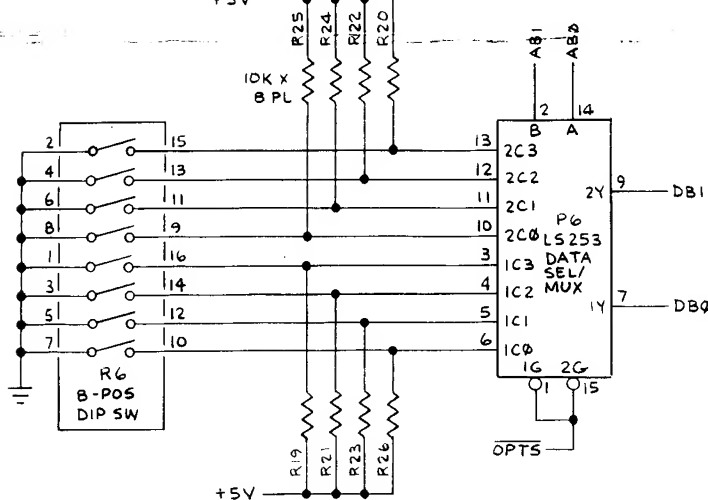 +5V
R25
R24
R22
R20
10K X
8 PL
AB1
ABØ
2
14
B
A
2 15 13 2C3
4 13 12 2C2
6 11 11 2C1
8 9 10 2CØ
1 16 3 1C3
3 14 4 1C2
5 12 5 1C1
7 10 6 1CØ
2Y 9 DB1
P6
LS253
DATA
SEL/
MUX
1Y 7 DBØ
1G 2G
1 15
OPTS
R6
8-POS
DIP SW
R19
R21
R23
R26
+5V